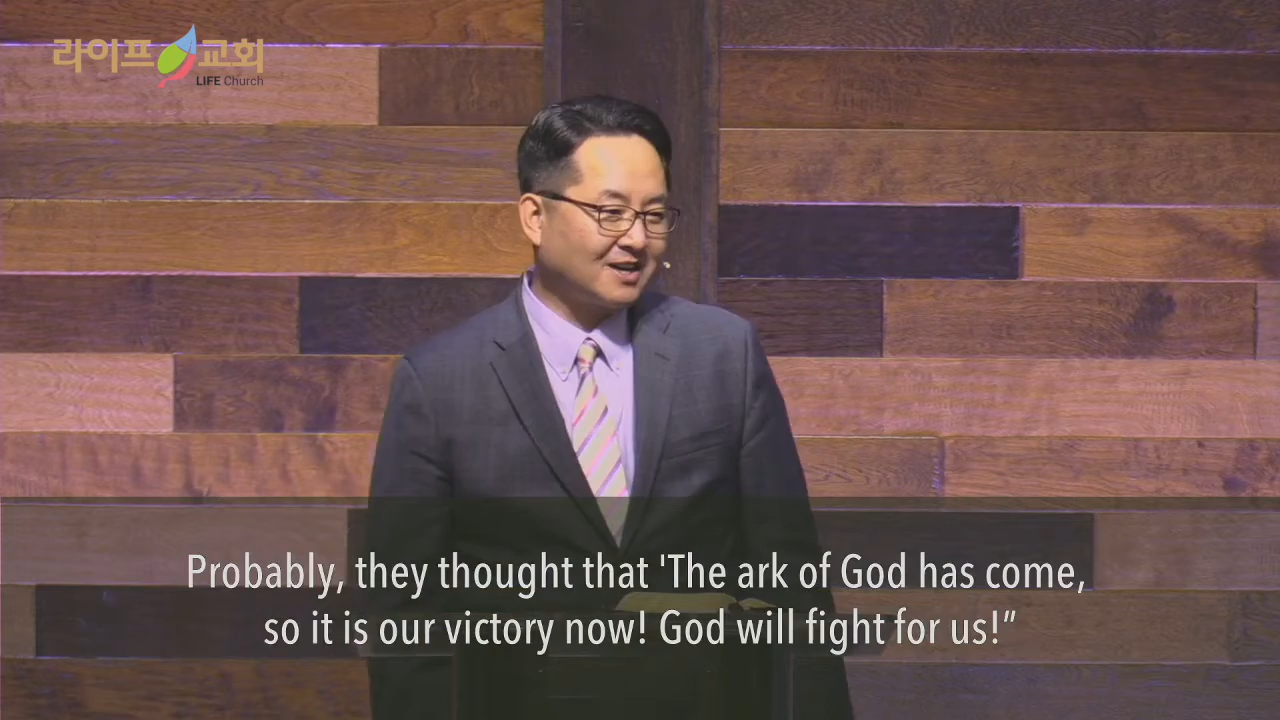 라이프 교회
LIFE Church
Probably, they thought that 'The ark of God has come,
so it is our victory now! God will fight for us!”